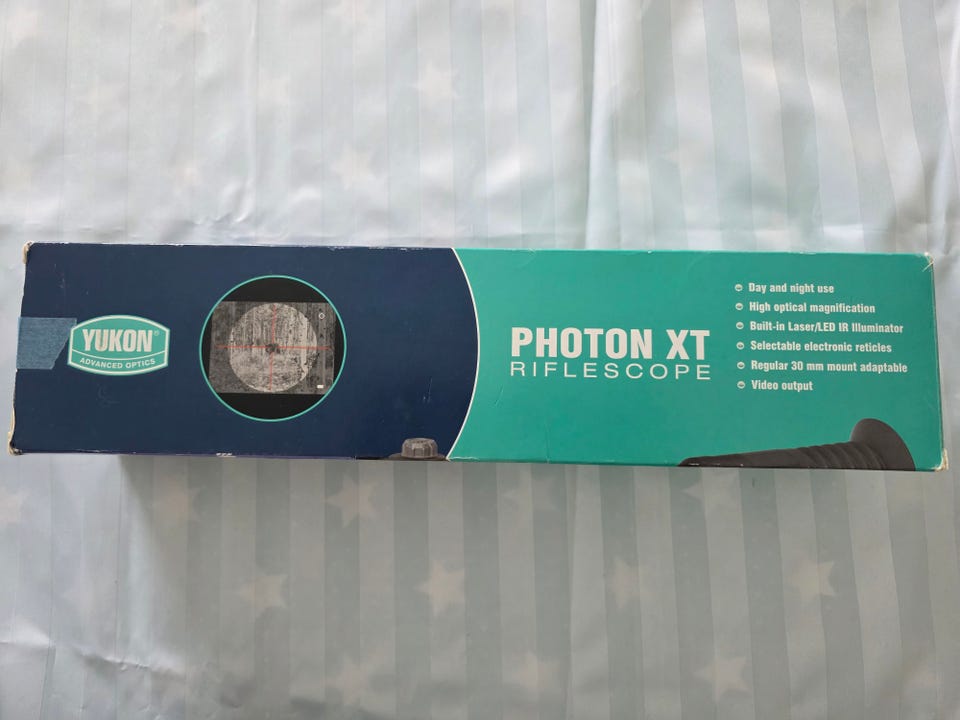 YUKON®
ADVANCED OPTICS
PHOTON XT
RIFLESCOPE
Day and night use
High optical magnification
Built-in Laser/LED IR Illuminator
Selectable electronic reticles
Regular 30 mm mount adaptable
Video output